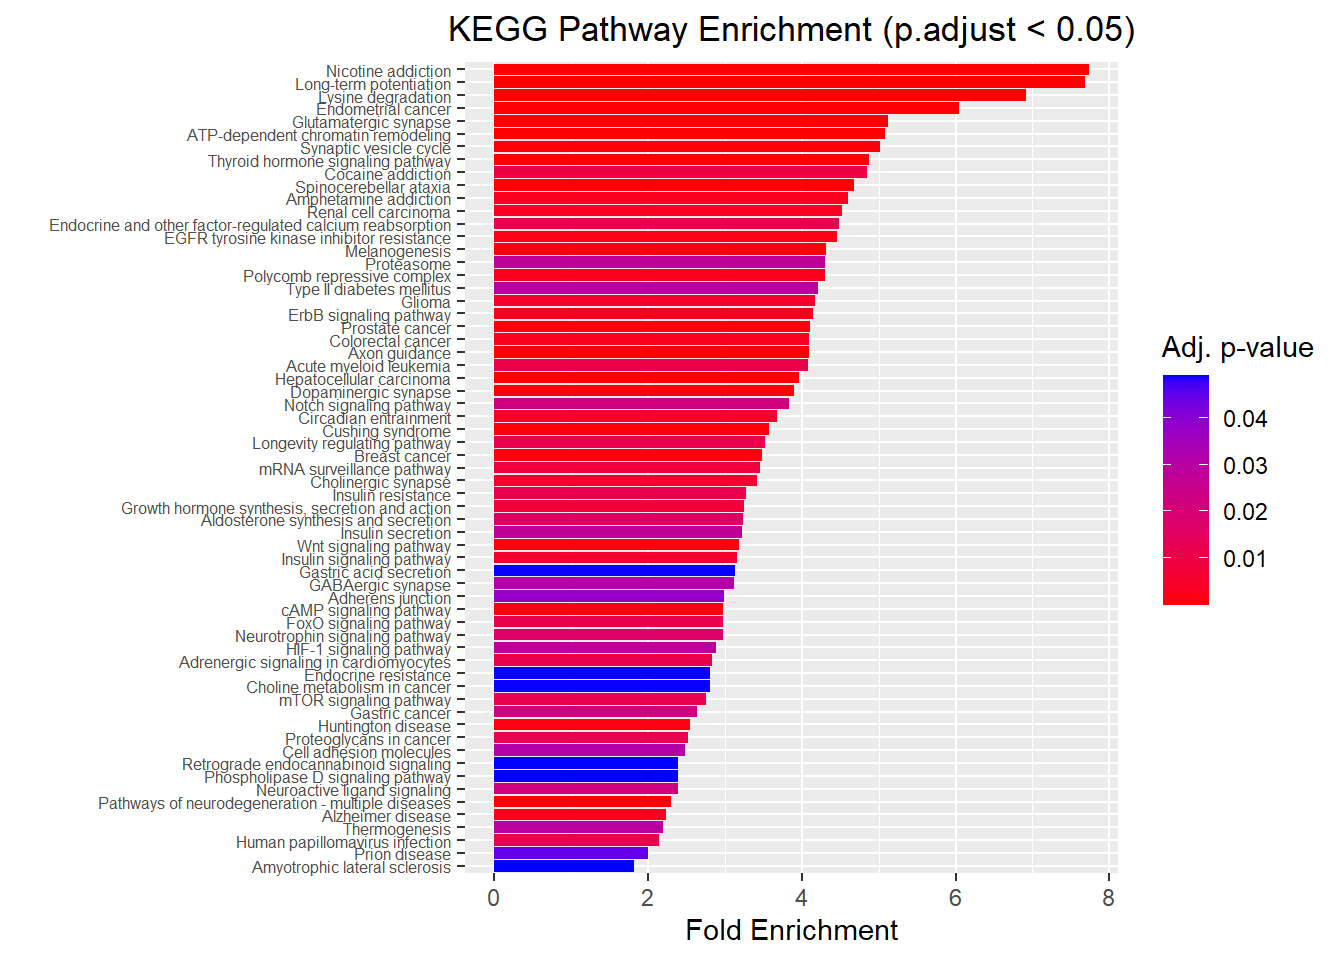 KEGG Pathway Enrichment (p.adjust < 0.05)
Nicotine addiction
Long-term potentiation
Lysine degradation
Endometrial cancer
Glutamatergic synapse
ATP-dependent chromatin remodeling
Synaptic vesicle cycle
Thyroid hormone signaling pathway
Cocaine addiction
Spinocerebellar ataxia
Amphetamine addiction
Renal cell carcinoma
Endocrine and other factor-regulated calcium reabsorption
EGFR tyrosine kinase inhibitor resistance
Melanogenesis
Proteasome
Polycomb repressive complex
Type II diabetes mellitus
Glioma
ErbB signaling pathway
Prostate cancer
Colorectal cancer
Axon guidance
Acute myeloid leukemia
Hepatocellular carcinoma
Dopaminergic synapse
Notch signaling pathway
Circadian entrainment
Cushing syndrome
Longevity regulating pathway
Breast cancer
mRNA surveillance pathway
Cholinergic synapse
Insulin resistance
Growth hormone synthesis, secretion and action
Aldosterone synthesis and secretion
Insulin secretion
Wnt signaling pathway
Insulin signaling pathway
Gastric acid secretion
GABAergic synapse
Adherens junction
cAMP signaling pathway
FoxO signaling pathway
Neurotrophin signaling pathway
HIF-1 signaling pathway
Adrenergic signaling in cardiomyocytes
Endocrine resistance
Choline metabolism in cancer
mTOR signaling pathway
Gastric cancer
Huntington disease
Proteoglycans in cancer
Cell adhesion molecules
Retrograde endocannabinoid signaling
Phospholipase D signaling pathway
Neuroactive ligand signaling
Pathways of neurodegeneration - multiple diseases
Alzheimer disease
Thermogenesis
Human papillomavirus infection
Prion disease
Amyotrophic lateral sclerosis
0 2 4 6 8
Fold Enrichment
Adj. p-value
0.04
0.03
0.02
0.01